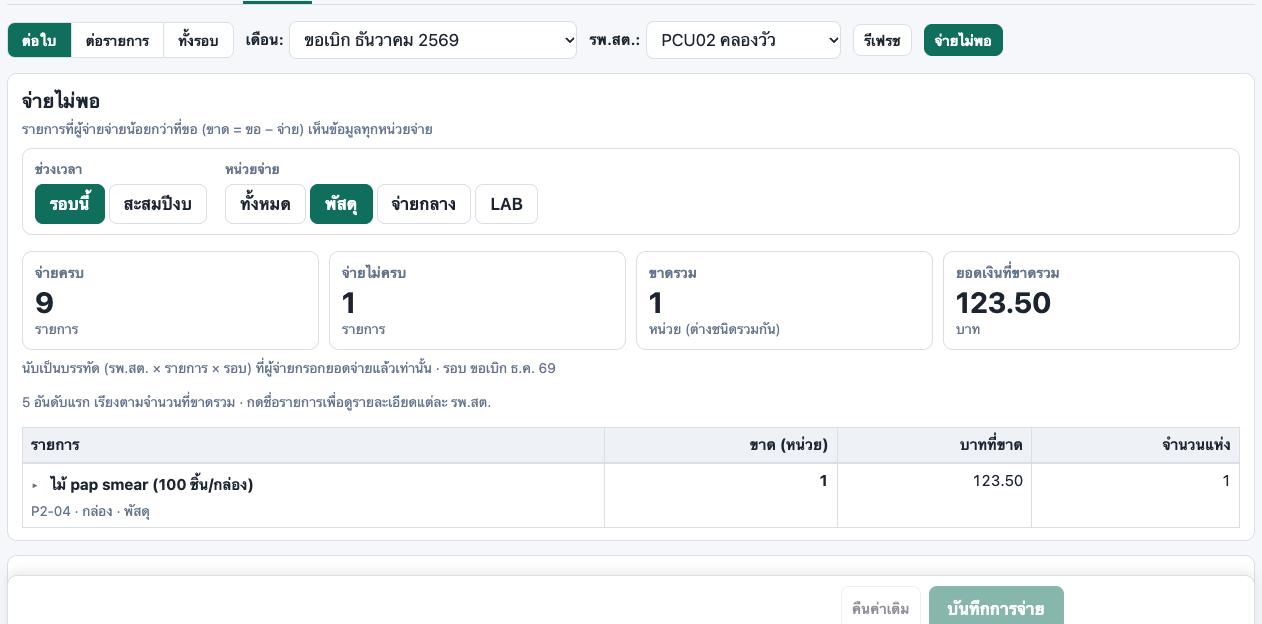 ต่อใบ ต่อรายการ ทั้งรอบ เดือน: ขอเบิก ธันวาคม 2569 รพ.สต.: PCU02 คลองวัว รีเฟรช จ่ายไม่พอ
จ่ายไม่พอ
รายการที่ผู้จ่ายจ่ายน้อยกว่าที่ขอ (ขาด = ขอ − จ่าย) เห็นข้อมูลทุกหน่วยจ่าย
ช่วงเวลา หน่วยจ่าย
รอบนี้ สะสมปีงบ ทั้งหมด พัสดุ จ่ายกลาง LAB
จ่ายครบ จ่ายไม่ครบ ขาดรวม ยอดเงินที่ขาดรวม
9 1 1 123.50
รายการ รายการ หน่วย (ต่างชนิดรวมกัน) บาท
นับเป็นบรรทัด (รพ.สต. × รายการ × รอบ) ที่ผู้จ่ายกรอกยอดจ่ายแล้วเท่านั้น · รอบ ขอเบิก ธ.ค. 69
5 อันดับแรก เรียงตามจำนวนที่ขาดรวม · กดชื่อรายการเพื่อดูรายละเอียดแต่ละ รพ.สต.
รายการ ขาด (หน่วย) บาทที่ขาด จำนวนแห่ง
▸ ไม้ pap smear (100 ชิ้น/กล่อง) 1 123.50 1
P2-04 · กล่อง · พัสดุ
คืนค่าเดิม บันทึกการจ่าย